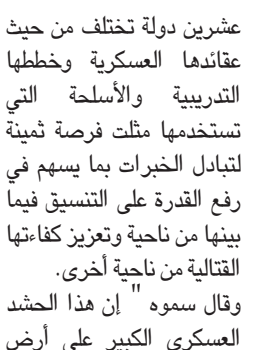 عشرين دولة تختلف من حيث
عقائدها العسكرية وخططها
التدريبية والأسلحة التي
تستخدمها مثلت فرصة ثمينة
لتبادل الخبرات بما يسهم في
رفع القدرة على التنسيق فيما
بينها من ناحية وتعزيز كفاءتها
القتالية من ناحية أخرى.
وقال سموه " إن هذا الحشد
العسكري الكبير على أرض